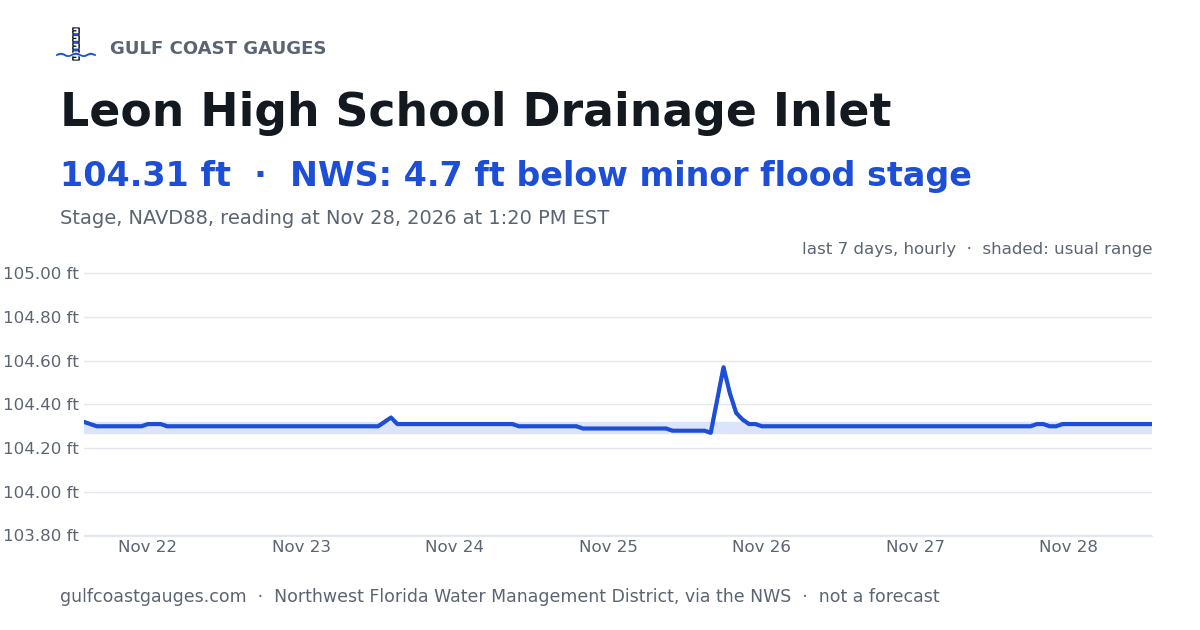 GULF COAST GAUGES
Leon High School Drainage Inlet
104.31 ft · NWS: 4.7 ft below minor flood stage
Stage, NAVD88, reading at Nov 28, 2026 at 1:20 PM EST
last 7 days, hourly · shaded: usual range
105.00 ft
104.80 ft
104.60 ft
104.40 ft
104.20 ft
104.00 ft
103.80 ft
Nov 22 Nov 23 Nov 24 Nov 25 Nov 26 Nov 27 Nov 28
gulfcoastgauges.com · Northwest Florida Water Management District, via the NWS · not a forecast